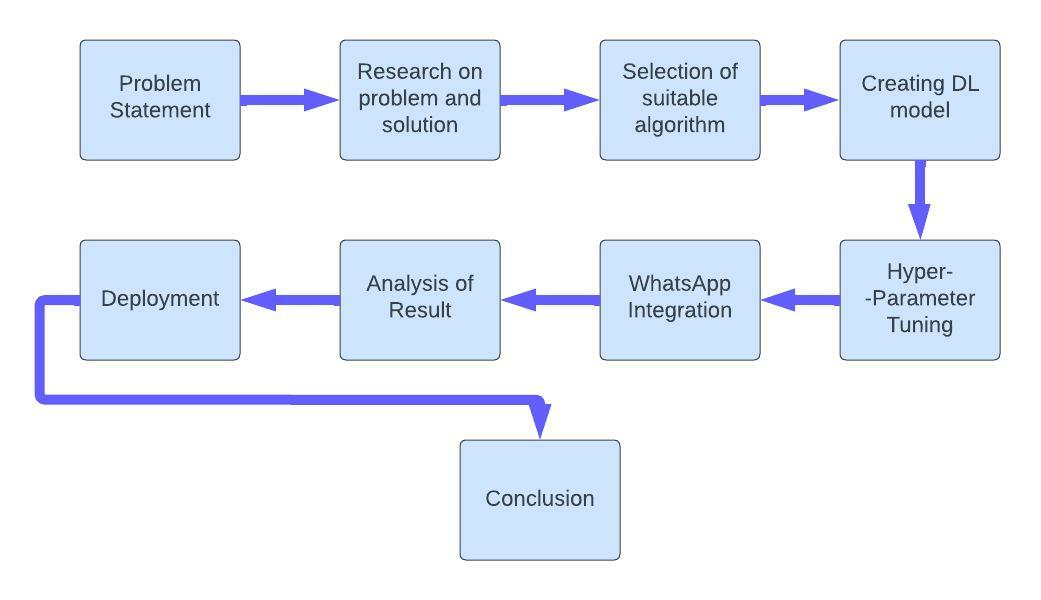 Problem
Statement
Research on
problem and
solution
Selection of
suitable
algorithm
Creating DL
model
Hyper-
-Parameter
Tuning
WhatsApp
Integration
Analysis of
Result
Deployment
Conclusion